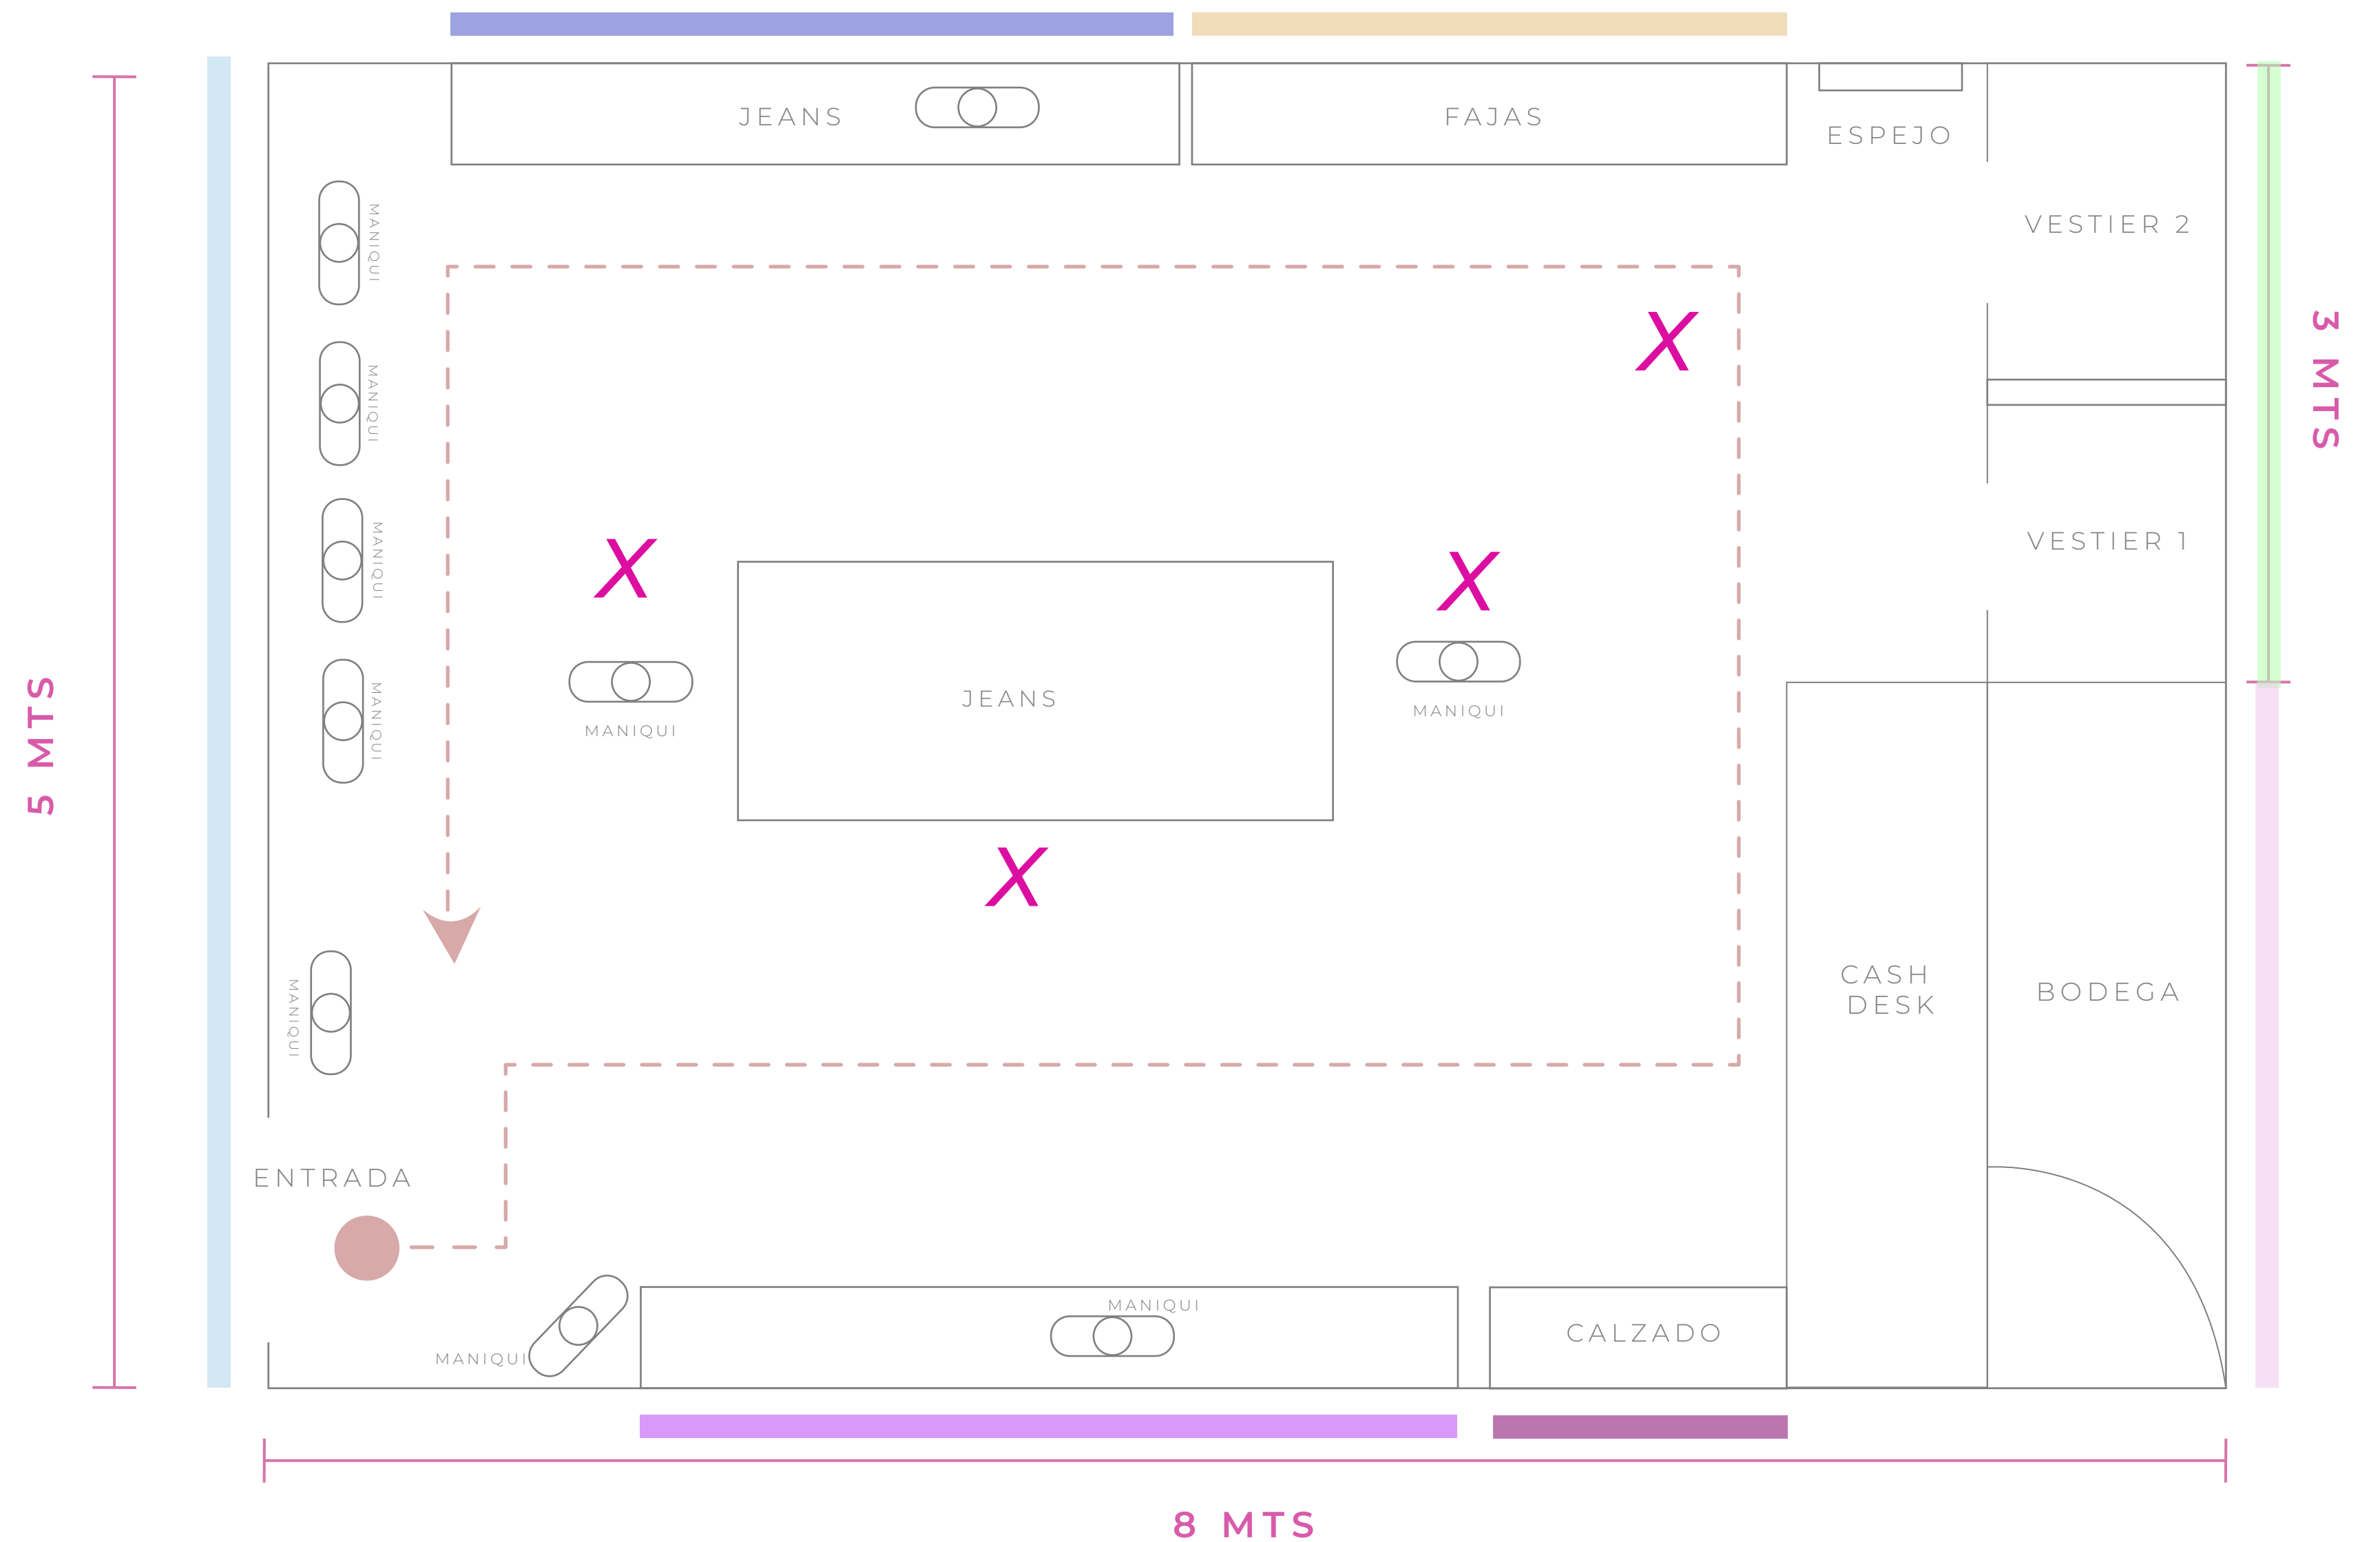 JEANS
FAJAS
ESPEJO
MANIQUI
VESTIER 2
3 MTS
MANIQUI
X
MANIQUI
X
X
VESTIER 1
5 MTS
MANIQUI
JEANS
MANIQUI
MANIQUI
X
CASH
DESK
BODEGA
MANIQUI
ENTRADA
MANIQUI
CALZADO
MANIQUI
8 MTS